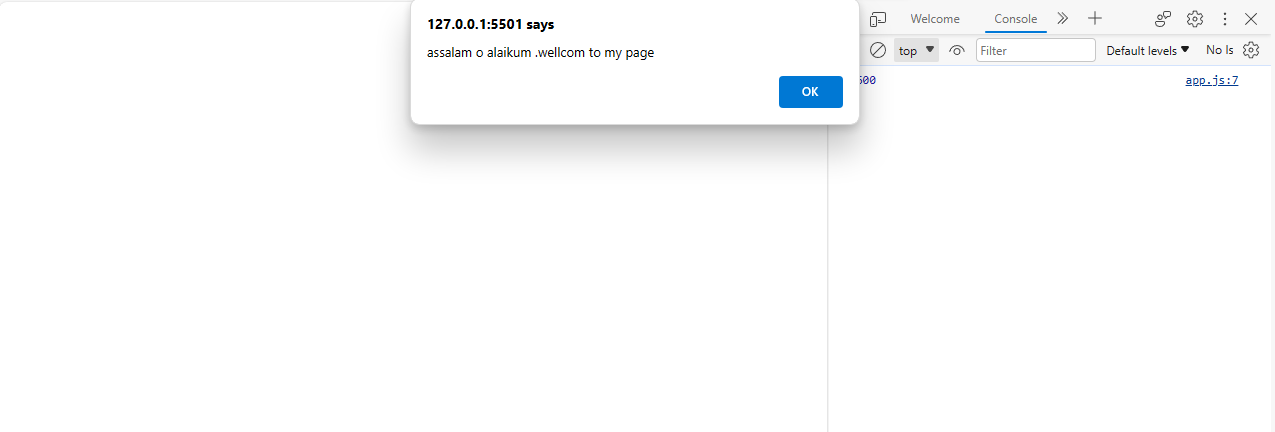 127.0.0.1:5501 says
assalam o alaikum .wellcom to my page
OK
Welcome
Console
top
Filter
Default levels
No Is
app.js:7